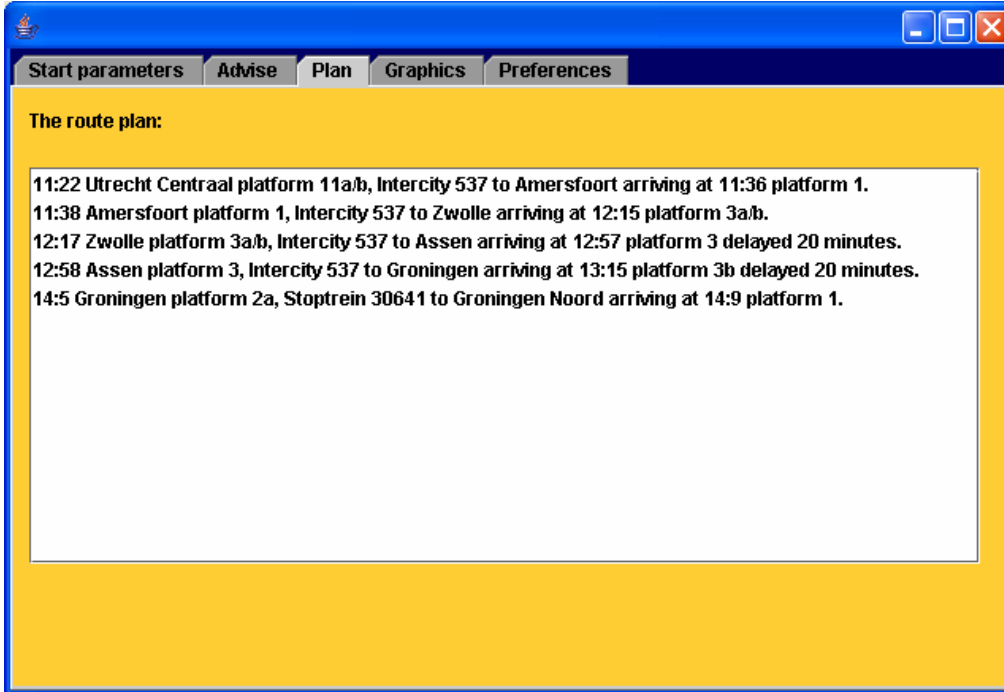 Start parameters Advise Plan Graphics Preferences
The route plan:
11:22 Utrecht Centraal platform 11a/b, Intercity 537 to Amersfoort arriving at 11:36 platform 1.
11:38 Amersfoort platform 1, Intercity 537 to Zwolle arriving at 12:15 platform 3a/b.
12:17 Zwolle platform 3a/b, Intercity 537 to Assen arriving at 12:57 platform 3 delayed 20 minutes.
12:58 Assen platform 3, Intercity 537 to Groningen arriving at 13:15 platform 3b delayed 20 minutes.
14:5 Groningen platform 2a, Stoptrein 30641 to Groningen Noord arriving at 14:9 platform 1.